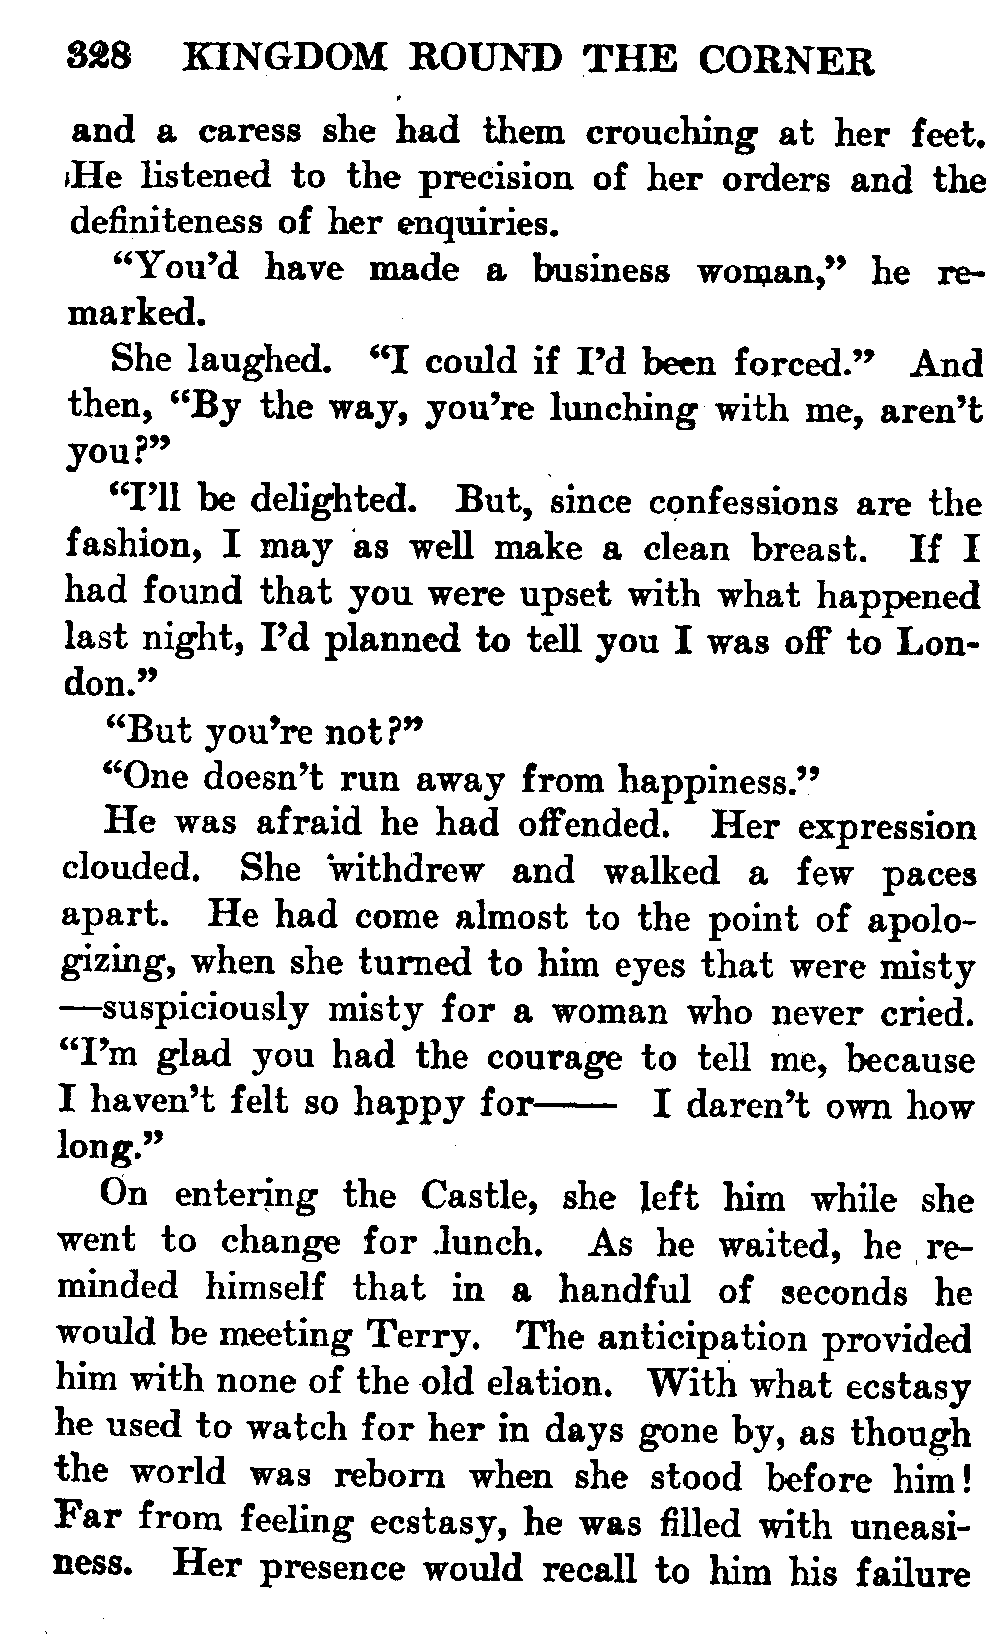 328 KINGDOM ROUND THE CORNER
and a caress she had them crouching at her feet.
He listened to the precision of her orders and the
definiteness of her enquiries.
“You’d have made a business woman,” he re-
marked.
She laughed. “I could if I’d been forced.” And
then, “By the way, you’re lunching with me, aren’t
you?”
“I’ll be delighted. But, since confessions are the
fashion, I may as well make a clean breast. If I
had found that you were upset with what happened
last night, I’d planned to tell you I was off to Lon-
don.”
“But you’re not?”
“One doesn’t run away from happiness.”
He was afraid he had offended. Her expression
clouded. She withdrew and walked a few paces
apart. He had come almost to the point of apolo-
gizing, when she turned to him eyes that were misty
—suspiciously misty for a woman who never cried.
“I’m glad you had the courage to tell me, because
I haven’t felt so happy for—— I daren’t own how
long.”
On entering the Castle, she left him while she
went to change for lunch. As he waited, he re-
minded himself that in a handful of seconds he
would be meeting Terry. The anticipation provided
him with none of the old elation. With what ecstasy
he used to watch for her in days gone by, as though
the world was reborn when she stood before him!
Far from feeling ecstasy, he was filled with uneasi-
ness. Her presence would recall to him his failure